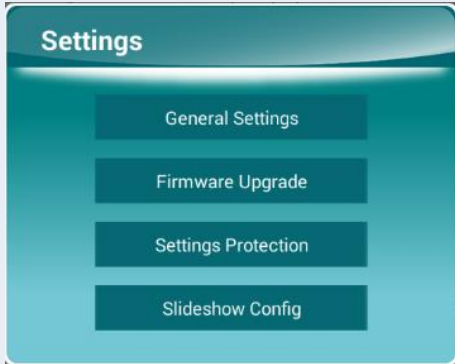 Settings
General Settings
Firmware Upgrade
Settings Protection
Slideshow Config